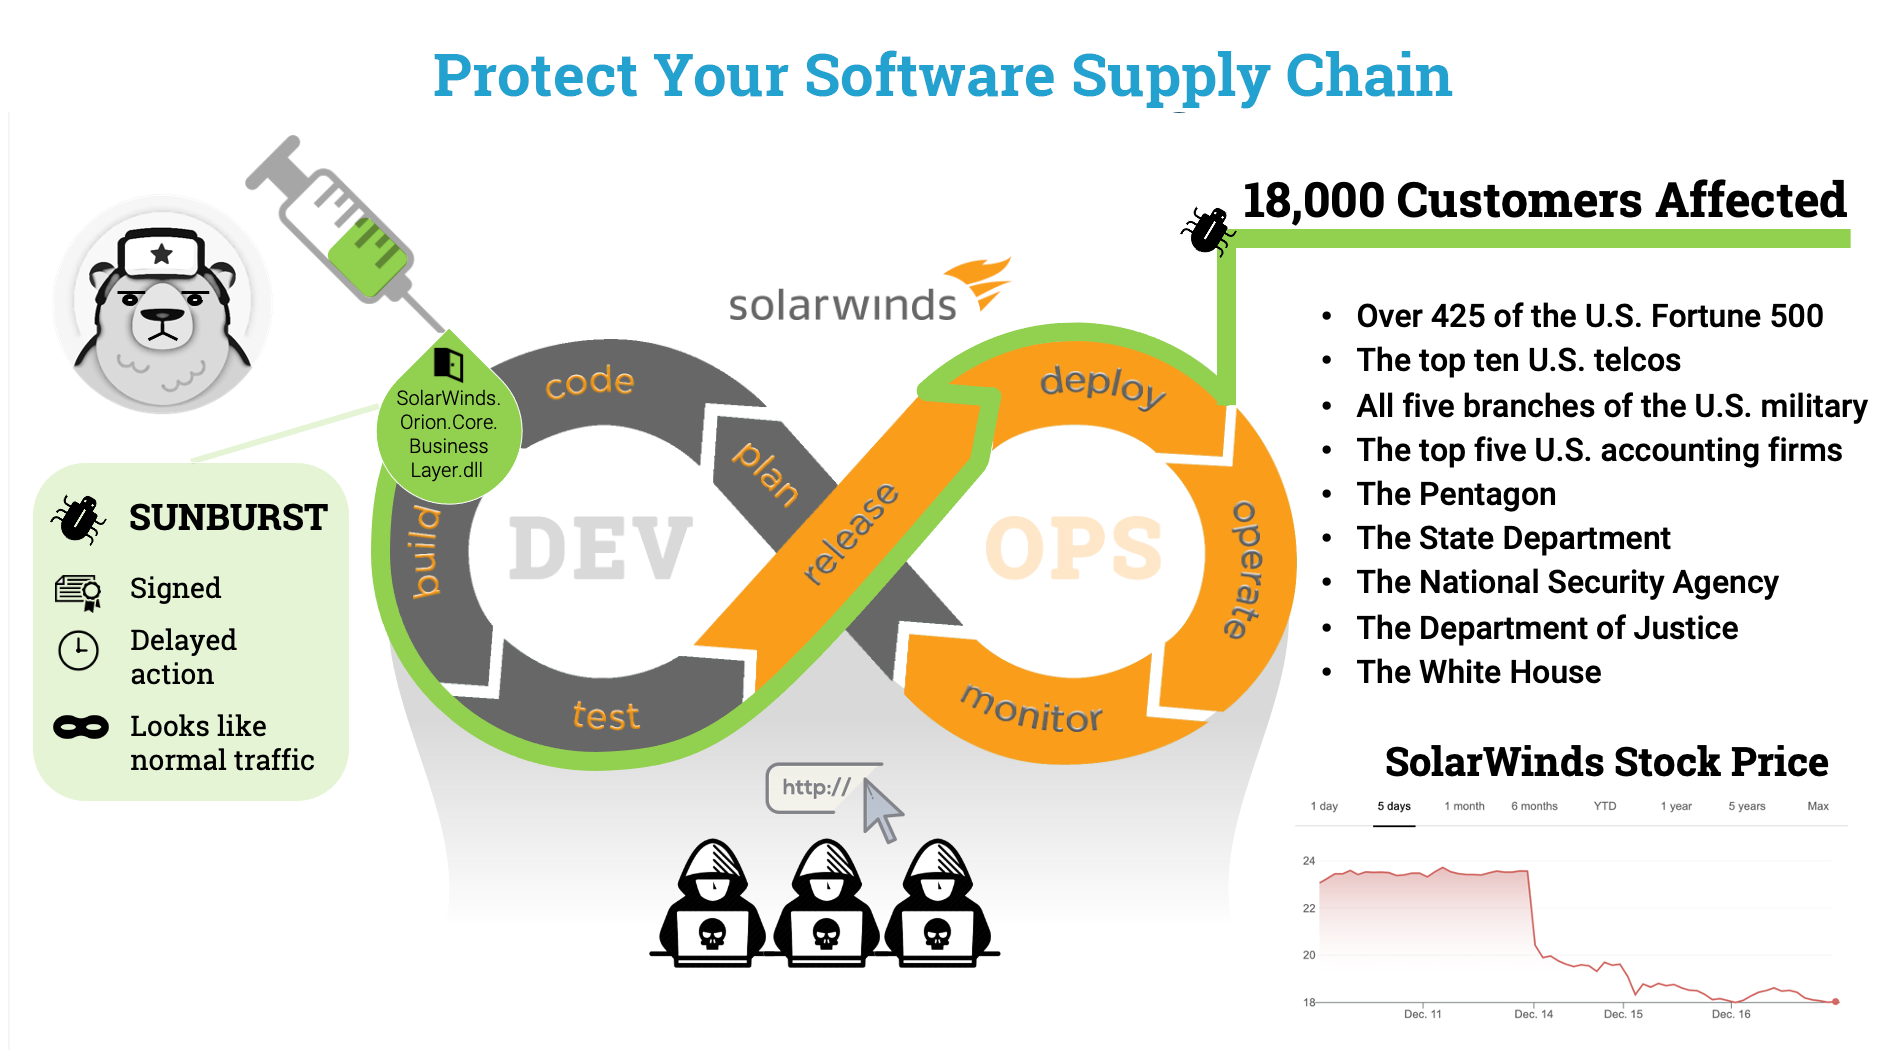 Protect Your Software Supply Chain
18,000 Customers Affected
solarwinds
SolarWinds.
Orion.Core.
Business
Layer.dll
code
plan
build
test
release
deploy
operate
monitor
DEV
OPS
SUNBURST
Signed
Delayed
action
Looks like
normal traffic
http://
• Over 425 of the U.S. Fortune 500
• The top ten U.S. telcos
• All five branches of the U.S. military
• The top five U.S. accounting firms
• The Pentagon
• The State Department
• The National Security Agency
• The Department of Justice
• The White House
SolarWinds Stock Price
1 day 5 days 1 month 6 months YTD 1 year 5 years Max
24
22
20
18
Dec. 11 Dec. 14 Dec. 15 Dec. 16